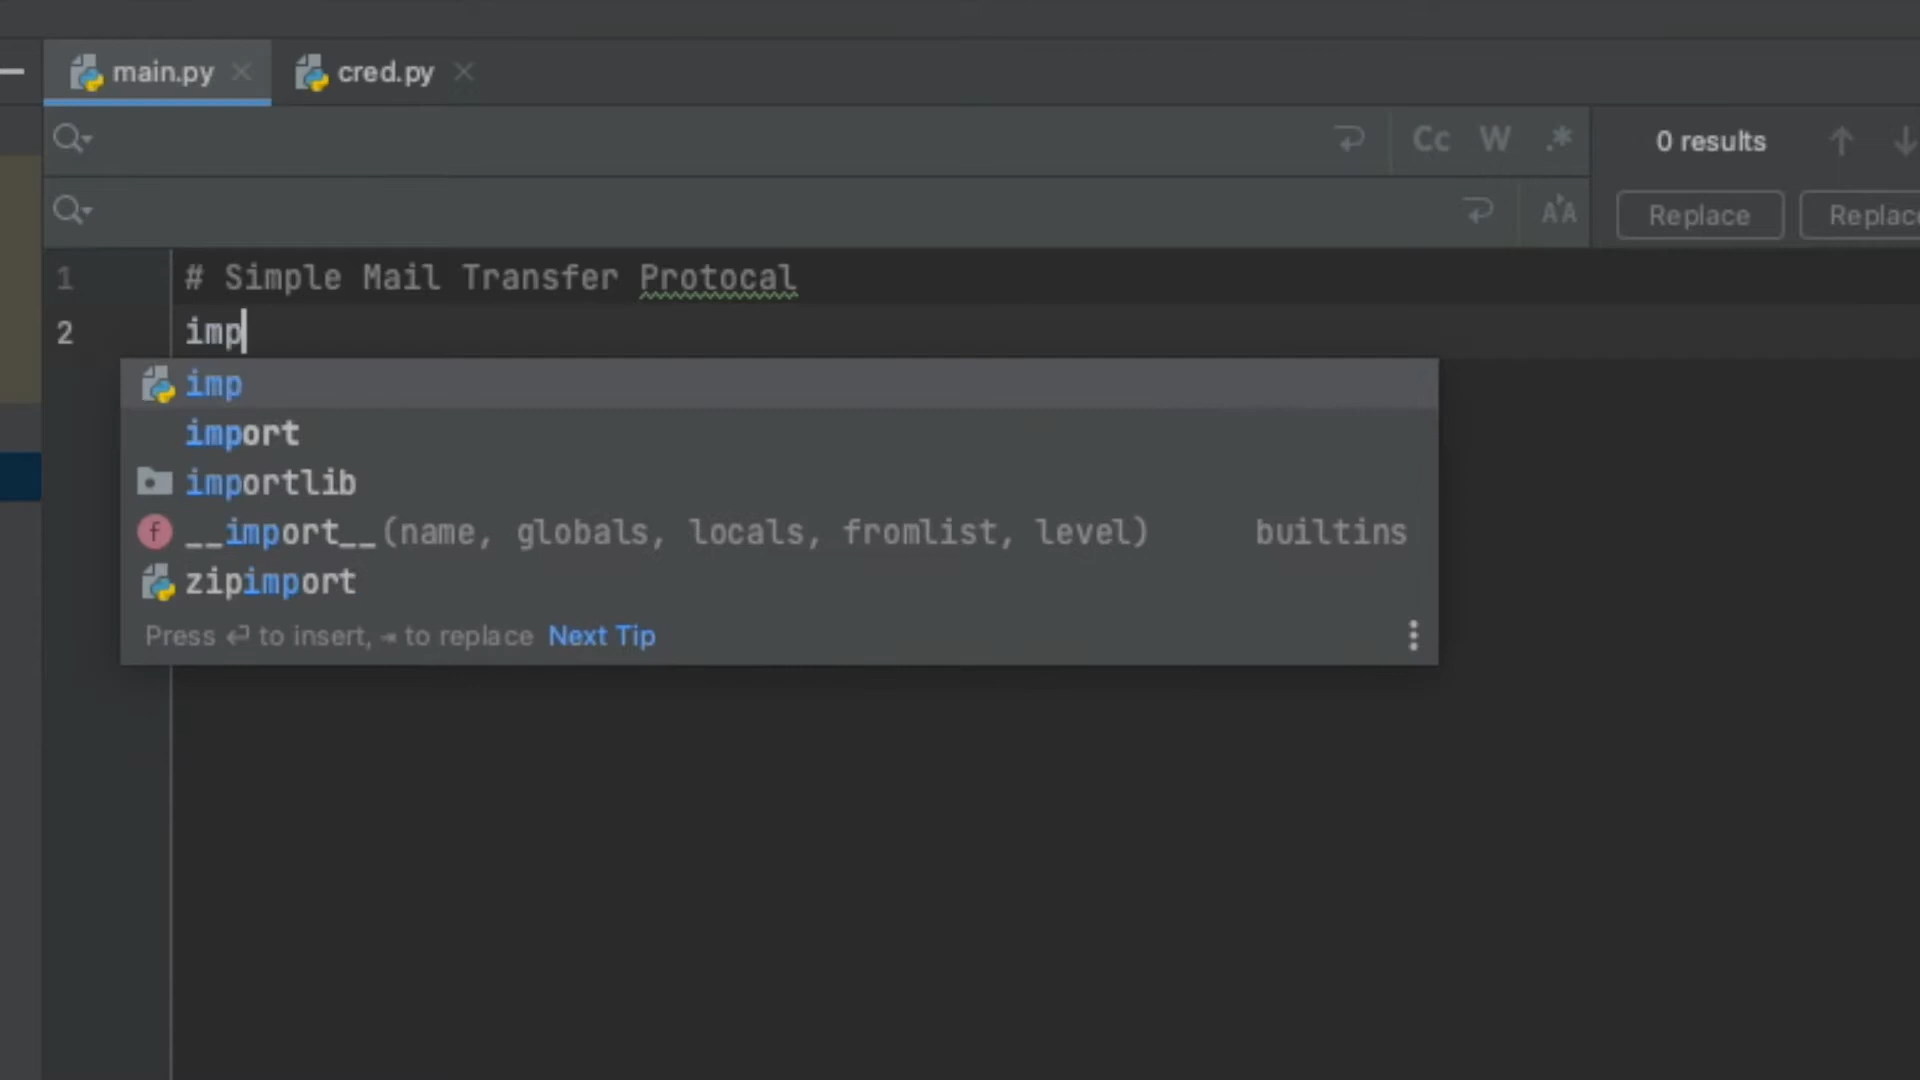 main.py
cred.py
Cc W .*
0 results
Replace
1 # Simple Mail Transfer Protocal
2 imp
imp
import
importlib
f __import__(name, globals, locals, fromlist, level) builtins
zipimport
Press ↵ to insert, ⇥ to replace Next Tip